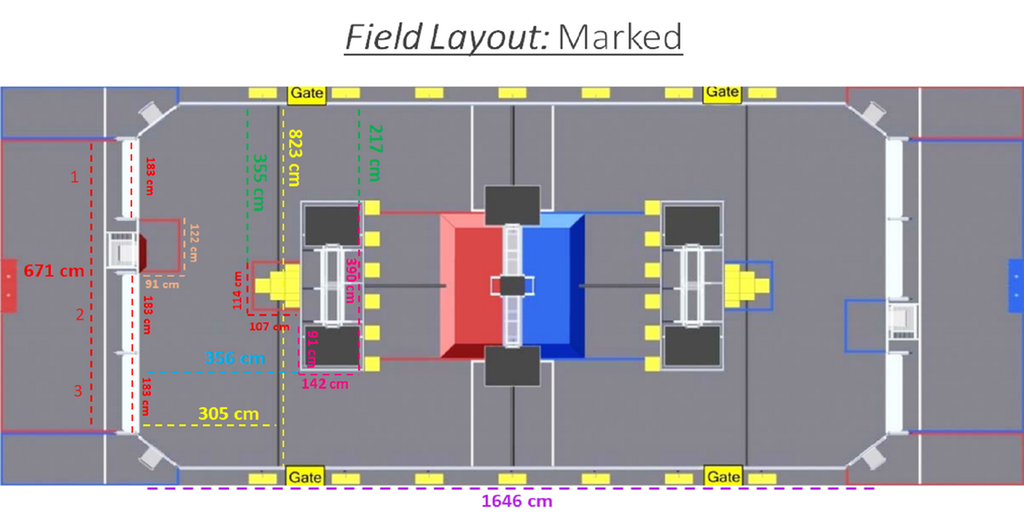 Field Layout: Marked
Gate
Gate
355 cm
823 cm
217 cm
1
183 cm
122 cm
91 cm
671 cm
114 cm
396 cm
2
183 cm
107 cm
91 cm
356 cm
142 cm
3
183 cm
305 cm
Gate
Gate
1646 cm